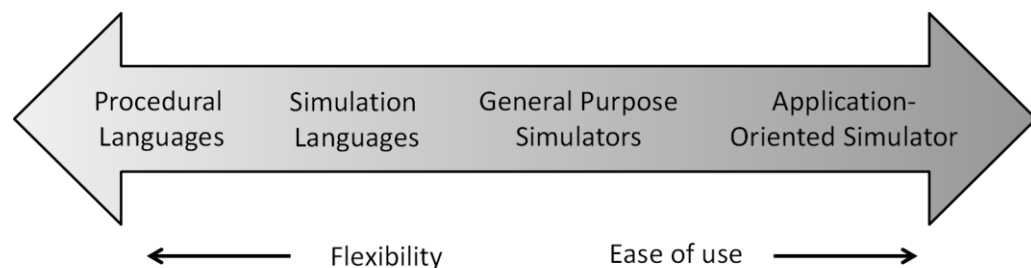 Procedural Languages
Simulation Languages
General Purpose Simulators
Application-Oriented Simulator
Flexibility
Ease of use